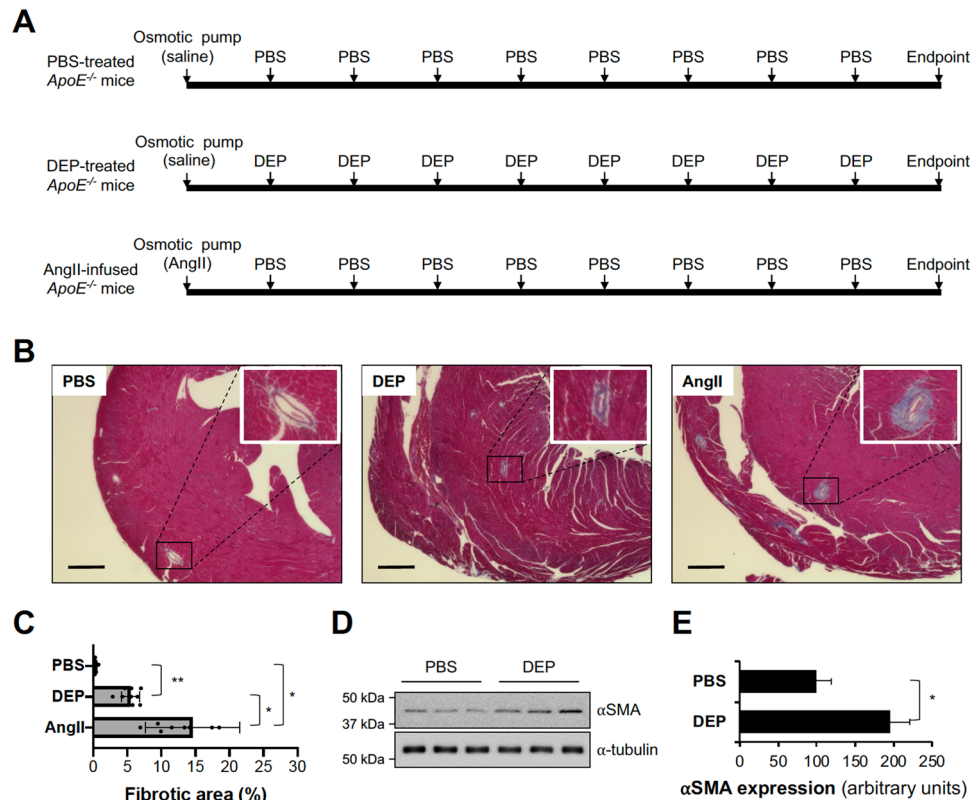 A
Osmotic pump
(saline)
PBS-treated
ApoE-/- mice
PBS PBS PBS PBS PBS PBS PBS PBS Endpoint
Osmotic pump
(saline)
DEP-treated
ApoE-/- mice
DEP DEP DEP DEP DEP DEP DEP DEP Endpoint
Osmotic pump
(AngII)
AngII-infused
ApoE-/- mice
PBS PBS PBS PBS PBS PBS PBS PBS Endpoint
B
PBS
DEP
AngII
C
PBS
DEP
AngII
**
*
*
0 5 10 15 20 25 30
Fibrotic area (%)
D
PBS DEP
50 kDa
37 kDa
αSMA
50 kDa
α-tubulin
E
PBS
DEP
*
0 50 100 150 200 250
αSMA expression (arbitrary units)